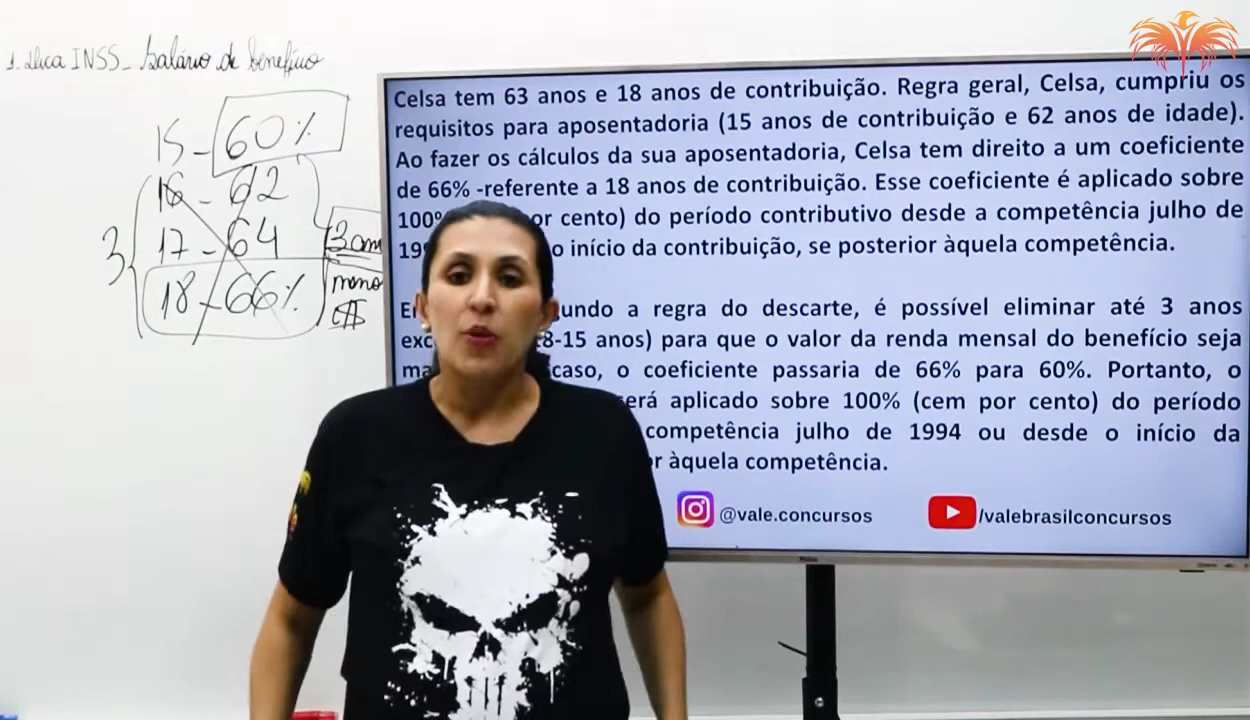 1. Dica INSS - Salário de benefício
15 - 60%
16 - 62
17 - 64
18 - 66%
3
3 an
meno
$
Celsa tem 63 anos e 18 anos de contribuição. Regra geral, Celsa, cumpriu os
requisitos para aposentadoria (15 anos de contribuição e 62 anos de idade).
Ao fazer os cálculos da sua aposentadoria, Celsa tem direito a um coeficiente
de 66% -referente a 18 anos de contribuição. Esse coeficiente é aplicado sobre
100% por cento) do período contributivo desde a competência julho de
o início da contribuição, se posterior àquela competência.
a regra do descarte, é possível eliminar até 3 anos
8-15 anos) para que o valor da renda mensal do benefício seja
caso, o coeficiente passaria de 66% para 60%. Portanto, o
será aplicado sobre 100% (cem por cento) do período
competência julho de 1994 ou desde o início da
àquela competência.
@vale.concursos
/valebrasilconcursos